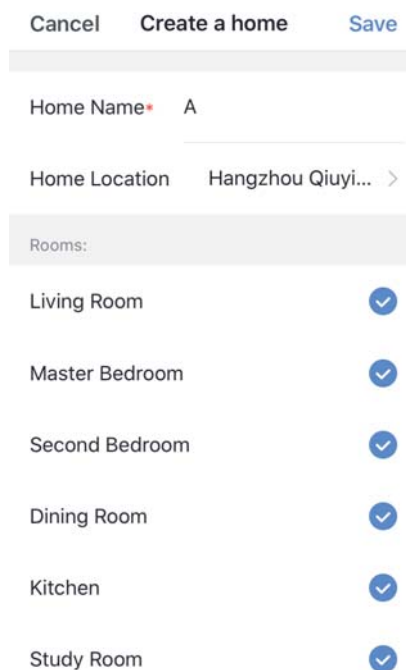 Cancel Create a home Save
Home Name* A
Home Location Hangzhou Qiuyi... >
Rooms:
Living Room
Master Bedroom
Second Bedroom
Dining Room
Kitchen
Study Room